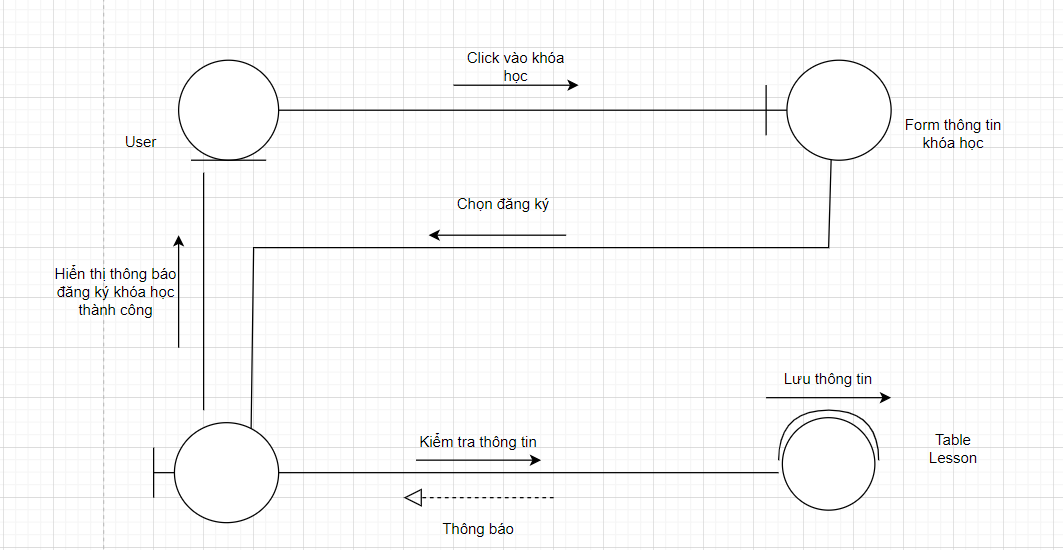 Click vào khóa
học
User
Form thông tin
khóa học
Chọn đăng ký
Hiển thị thông báo
đăng ký khóa học
thành công
Lưu thông tin
Kiểm tra thông tin
Table
Lesson
Thông báo